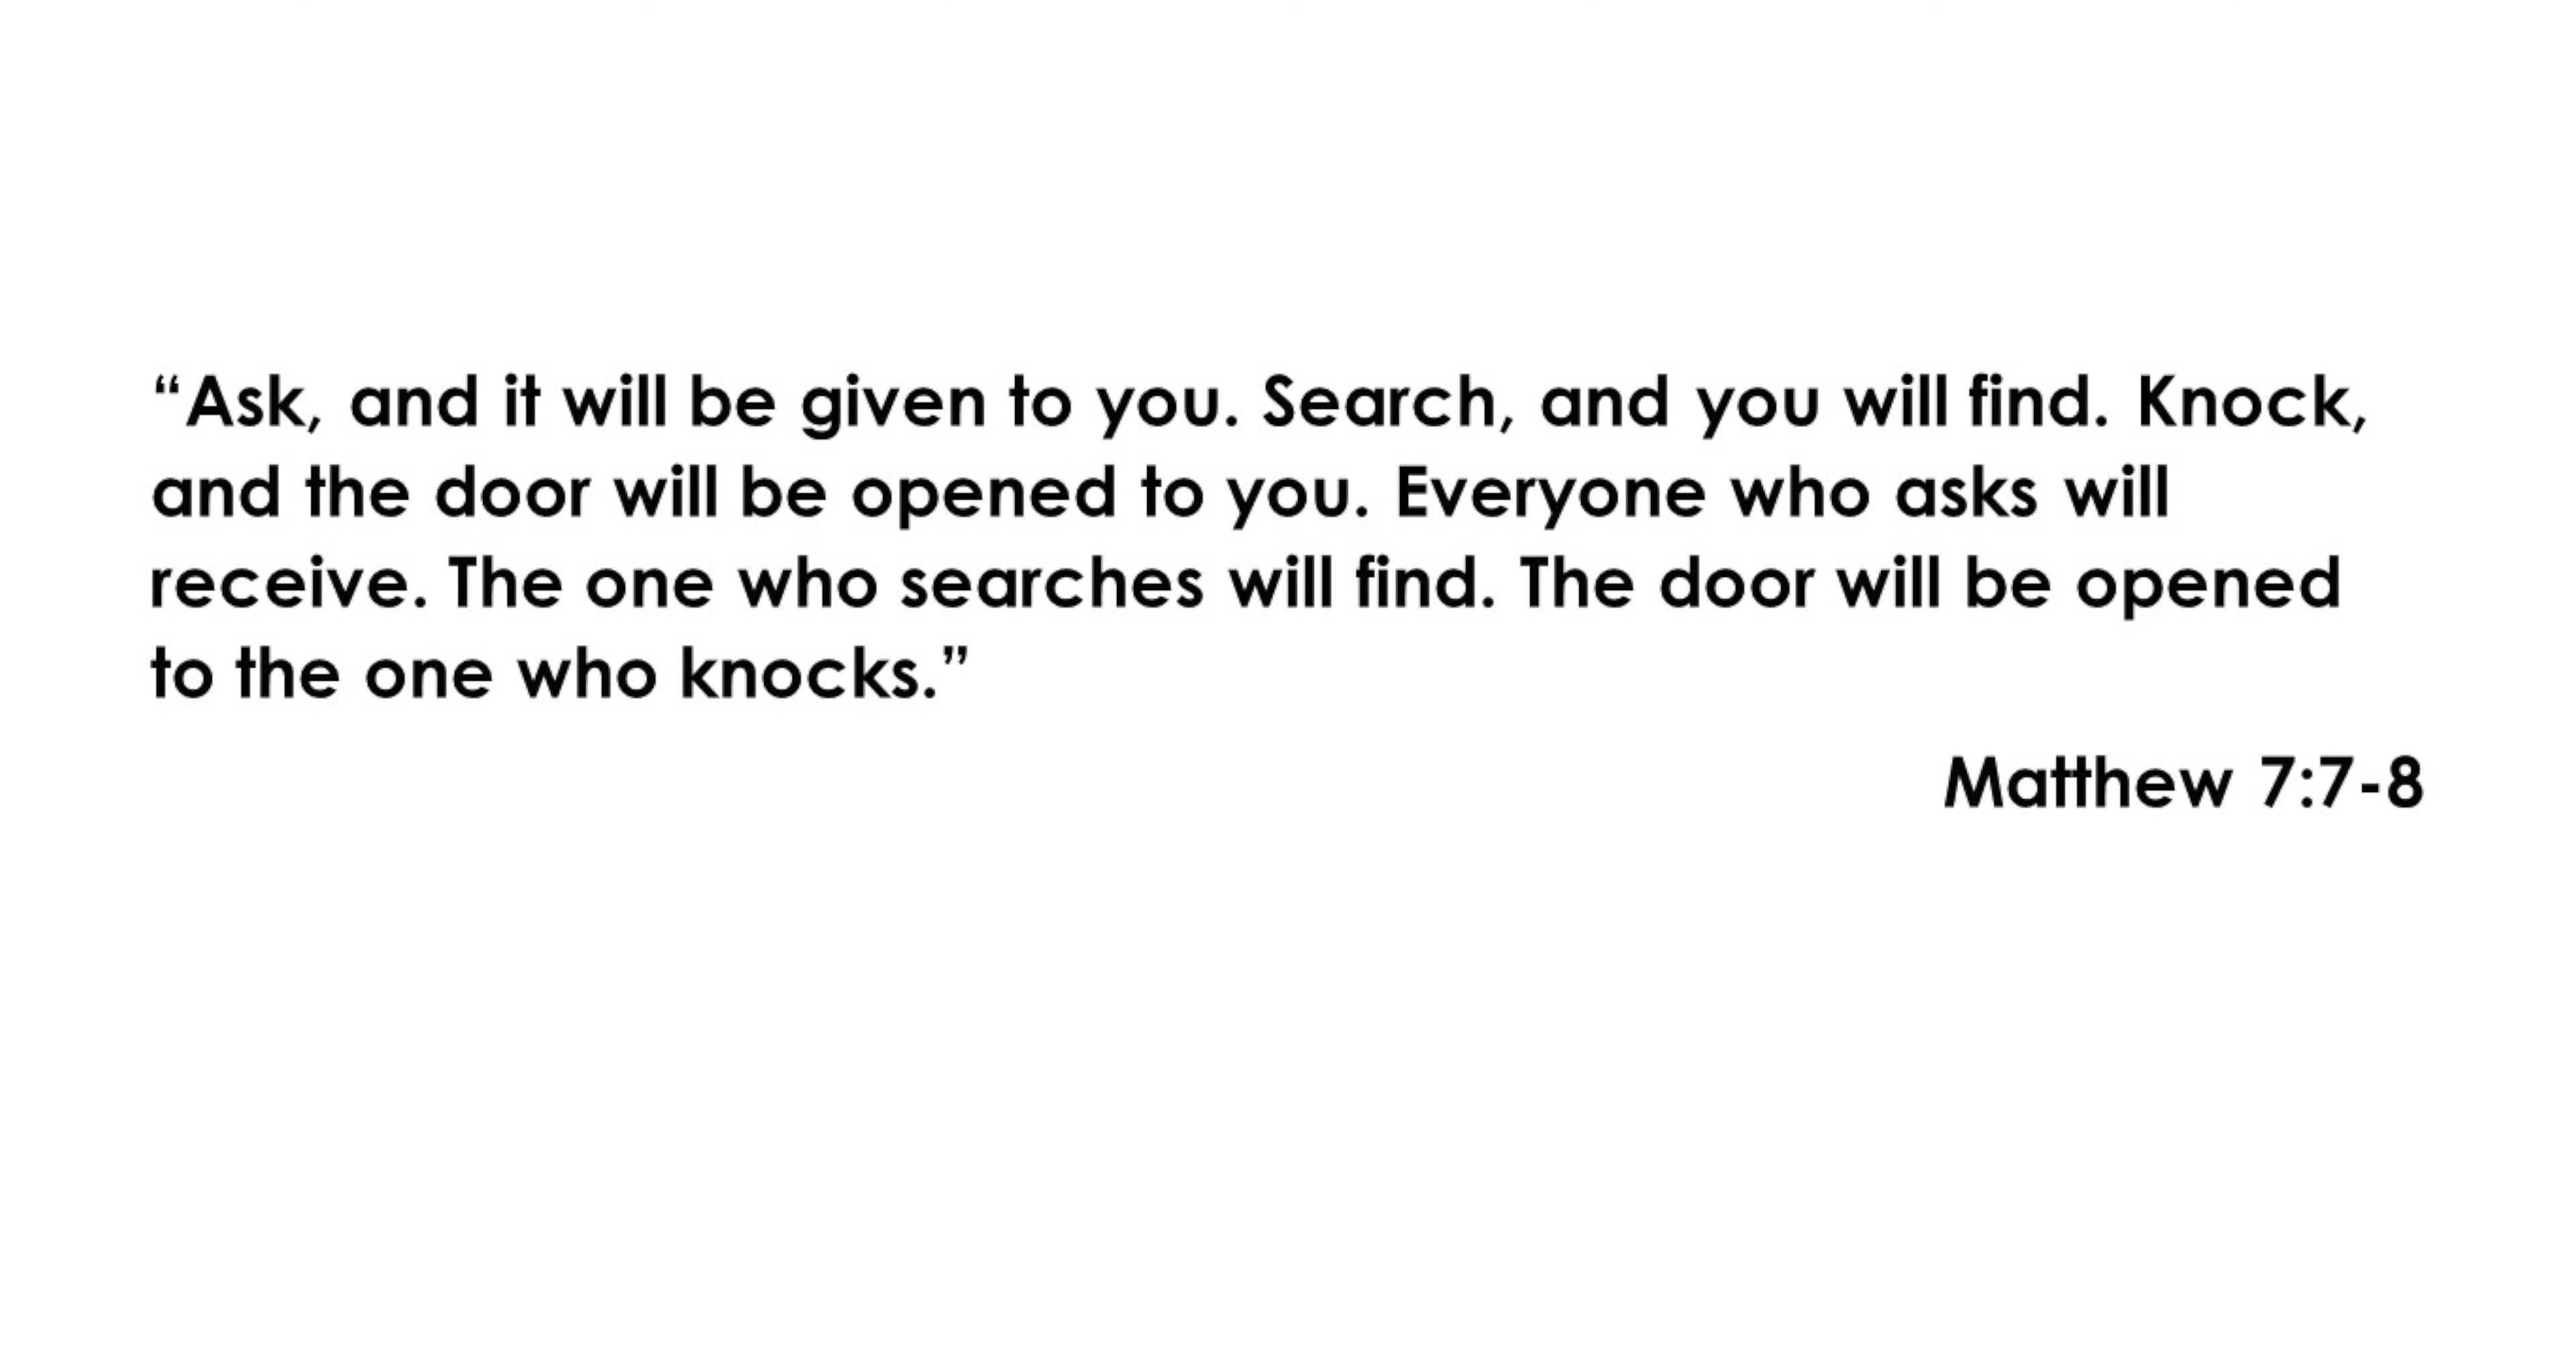 “Ask, and it will be given to you. Search, and you will find. Knock,
and the door will be opened to you. Everyone who asks will
receive. The one who searches will find. The door will be opened
to the one who knocks.”
Matthew 7:7-8